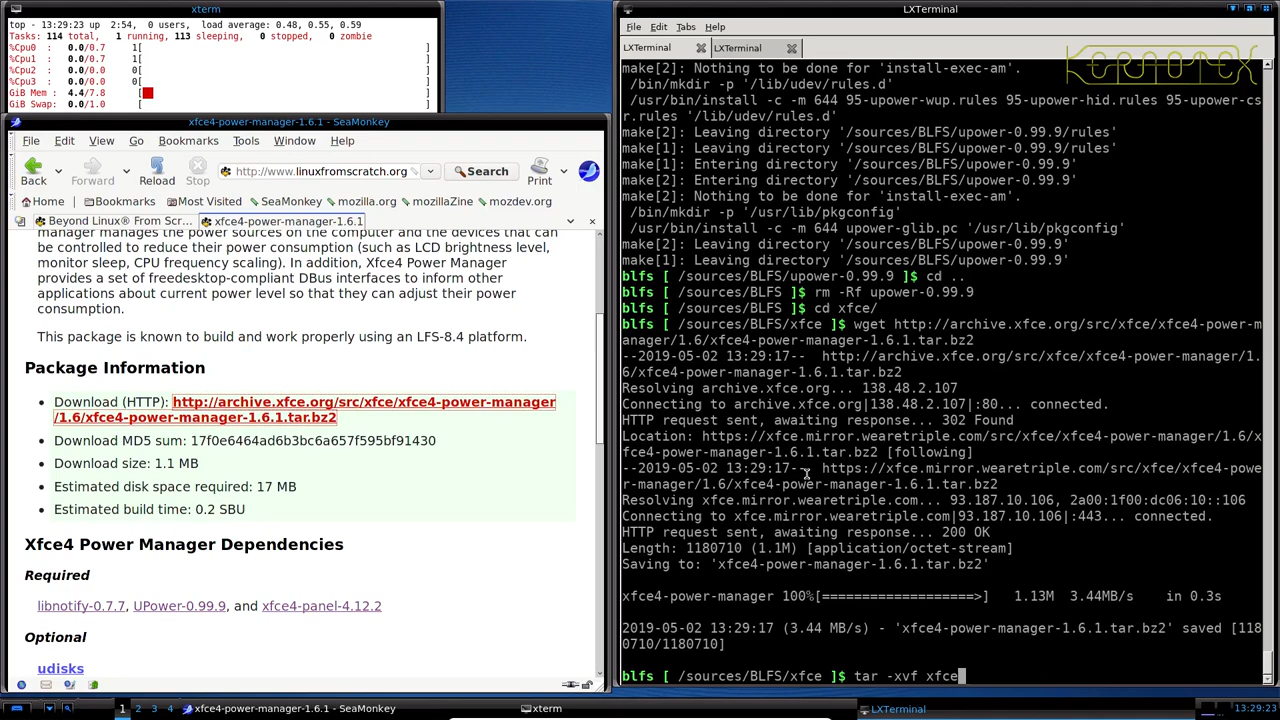 xterm
top - 13:29:23 up  2:54,  0 users,  load average: 0.48, 0.55, 0.59
Tasks: 114 total,   1 running, 113 sleeping,   0 stopped,   0 zombie
%Cpu0  :   0.0/0.7     1[                                                  ]
%Cpu1  :   0.0/0.7     1[                                                  ]
%Cpu2  :   0.0/0.0     0[                                                  ]
%Cpu3  :   0.0/0.0     0[                                                  ]
GiB Mem :  4.4/7.8      [                                                  ]
GiB Swap:  0.0/1.0      [                                                  ]
xfce4-power-manager-1.6.1 - SeaMonkey
File Edit View Go Bookmarks Tools Window Help
Back Forward Reload Stop http://www.linuxfromscratch.org Search Print
Home Bookmarks Most Visited SeaMonkey mozilla.org mozillaZine mozdev.org
Beyond Linux® From Scr... xfce4-power-manager-1.6.1
manager manages the power sources on the computer and the devices that can
be controlled to reduce their power consumption (such as LCD brightness level,
monitor sleep, CPU frequency scaling). In addition, Xfce4 Power Manager
provides a set of freedesktop-compliant DBus interfaces to inform other
applications about current power level so that they can adjust their power
consumption.
This package is known to build and work properly using an LFS-8.4 platform.
Package Information
• Download (HTTP): http://archive.xfce.org/src/xfce/xfce4-power-manager
/1.6/xfce4-power-manager-1.6.1.tar.bz2
• Download MD5 sum: 17f0e6464ad6b3bc6a657f595bf91430
• Download size: 1.1 MB
• Estimated disk space required: 17 MB
• Estimated build time: 0.2 SBU
Xfce4 Power Manager Dependencies
Required
libnotify-0.7.7, UPower-0.99.9, and xfce4-panel-4.12.2
Optional
udisks
LXTerminal
File Edit Tabs Help
LXTerminal LXTerminal
KERNOTEX
make[2]: Nothing to be done for 'install-exec-am'.
 /bin/mkdir -p '/lib/udev/rules.d'
 /usr/bin/install -c -m 644 95-upower-wup.rules 95-upower-hid.rules 95-upower-cs
r.rules '/lib/udev/rules.d'
make[2]: Leaving directory '/sources/BLFS/upower-0.99.9/rules'
make[1]: Leaving directory '/sources/BLFS/upower-0.99.9/rules'
make[1]: Entering directory '/sources/BLFS/upower-0.99.9'
make[2]: Entering directory '/sources/BLFS/upower-0.99.9'
make[2]: Nothing to be done for 'install-exec-am'.
 /bin/mkdir -p '/usr/lib/pkgconfig'
 /usr/bin/install -c -m 644 upower-glib.pc '/usr/lib/pkgconfig'
make[2]: Leaving directory '/sources/BLFS/upower-0.99.9'
make[1]: Leaving directory '/sources/BLFS/upower-0.99.9'
blfs [ /sources/BLFS/upower-0.99.9 ]$ cd ..
blfs [ /sources/BLFS ]$ rm -Rf upower-0.99.9
blfs [ /sources/BLFS ]$ cd xfce/
blfs [ /sources/BLFS/xfce ]$ wget http://archive.xfce.org/src/xfce/xfce4-power-m
anager/1.6/xfce4-power-manager-1.6.1.tar.bz2
--2019-05-02 13:29:17--  http://archive.xfce.org/src/xfce/xfce4-power-manager/1.
6/xfce4-power-manager-1.6.1.tar.bz2
Resolving archive.xfce.org... 138.48.2.107
Connecting to archive.xfce.org|138.48.2.107|:80... connected.
HTTP request sent, awaiting response... 302 Found
Location: https://xfce.mirror.wearetriple.com/src/xfce/xfce4-power-manager/1.6/x
fce4-power-manager-1.6.1.tar.bz2 [following]
--2019-05-02 13:29:17--  https://xfce.mirror.wearetriple.com/src/xfce/xfce4-powe
r-manager/1.6/xfce4-power-manager-1.6.1.tar.bz2
Resolving xfce.mirror.wearetriple.com... 93.187.10.106, 2a00:1f00:dc06:10::106
Connecting to xfce.mirror.wearetriple.com|93.187.10.106|:443... connected.
HTTP request sent, awaiting response... 200 OK
Length: 1180710 (1.1M) [application/octet-stream]
Saving to: 'xfce4-power-manager-1.6.1.tar.bz2'
xfce4-power-manager 100%[===================>]   1.13M  3.44MB/s    in 0.3s
2019-05-02 13:29:17 (3.44 MB/s) - 'xfce4-power-manager-1.6.1.tar.bz2' saved [118
0710/1180710]
blfs [ /sources/BLFS/xfce ]$ tar -xvf xfce
1 2 3 4 xfce4-power-manager-1.6.1 - SeaMonkey xterm LXTerminal 13:29:23